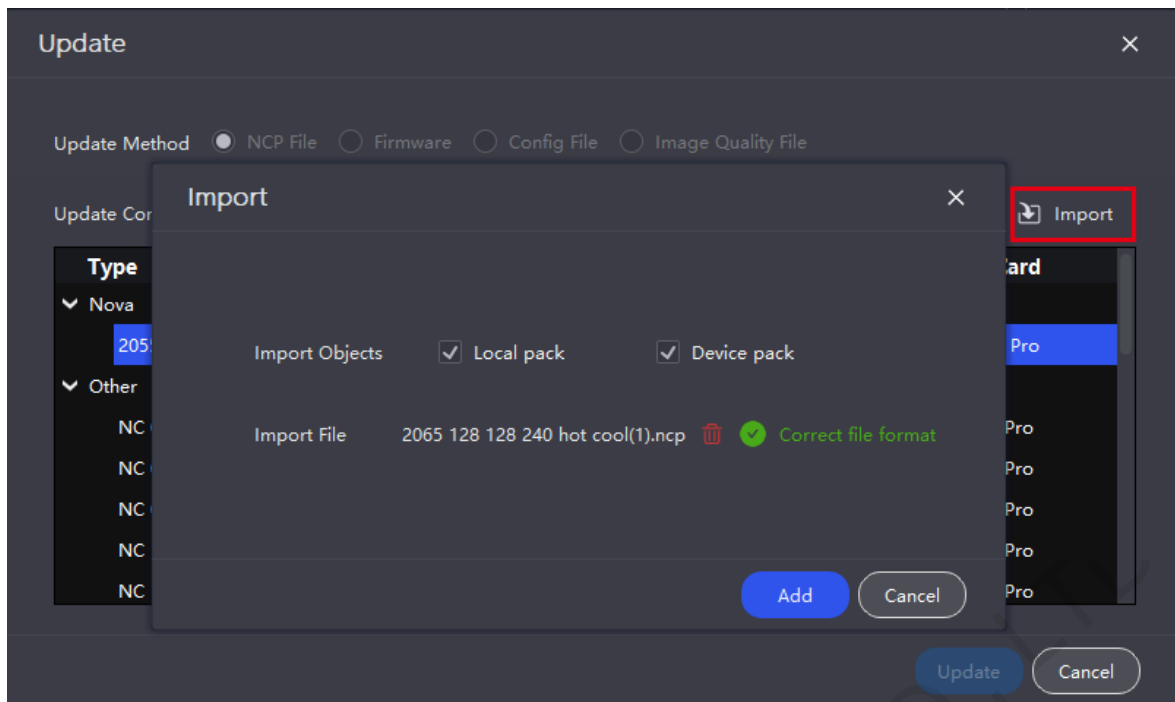 Update
Update Method NCP File Firmware Config File Image Quality File
Import
Update Cor Import
Type ard
Nova
205 Pro
Import Objects Local pack Device pack
Other
NC Pro
Import File 2065 128 128 240 hot cool(1).ncp Correct file format
NC Pro
NC Pro
NC Pro
NC Pro
Add Cancel
Update Cancel